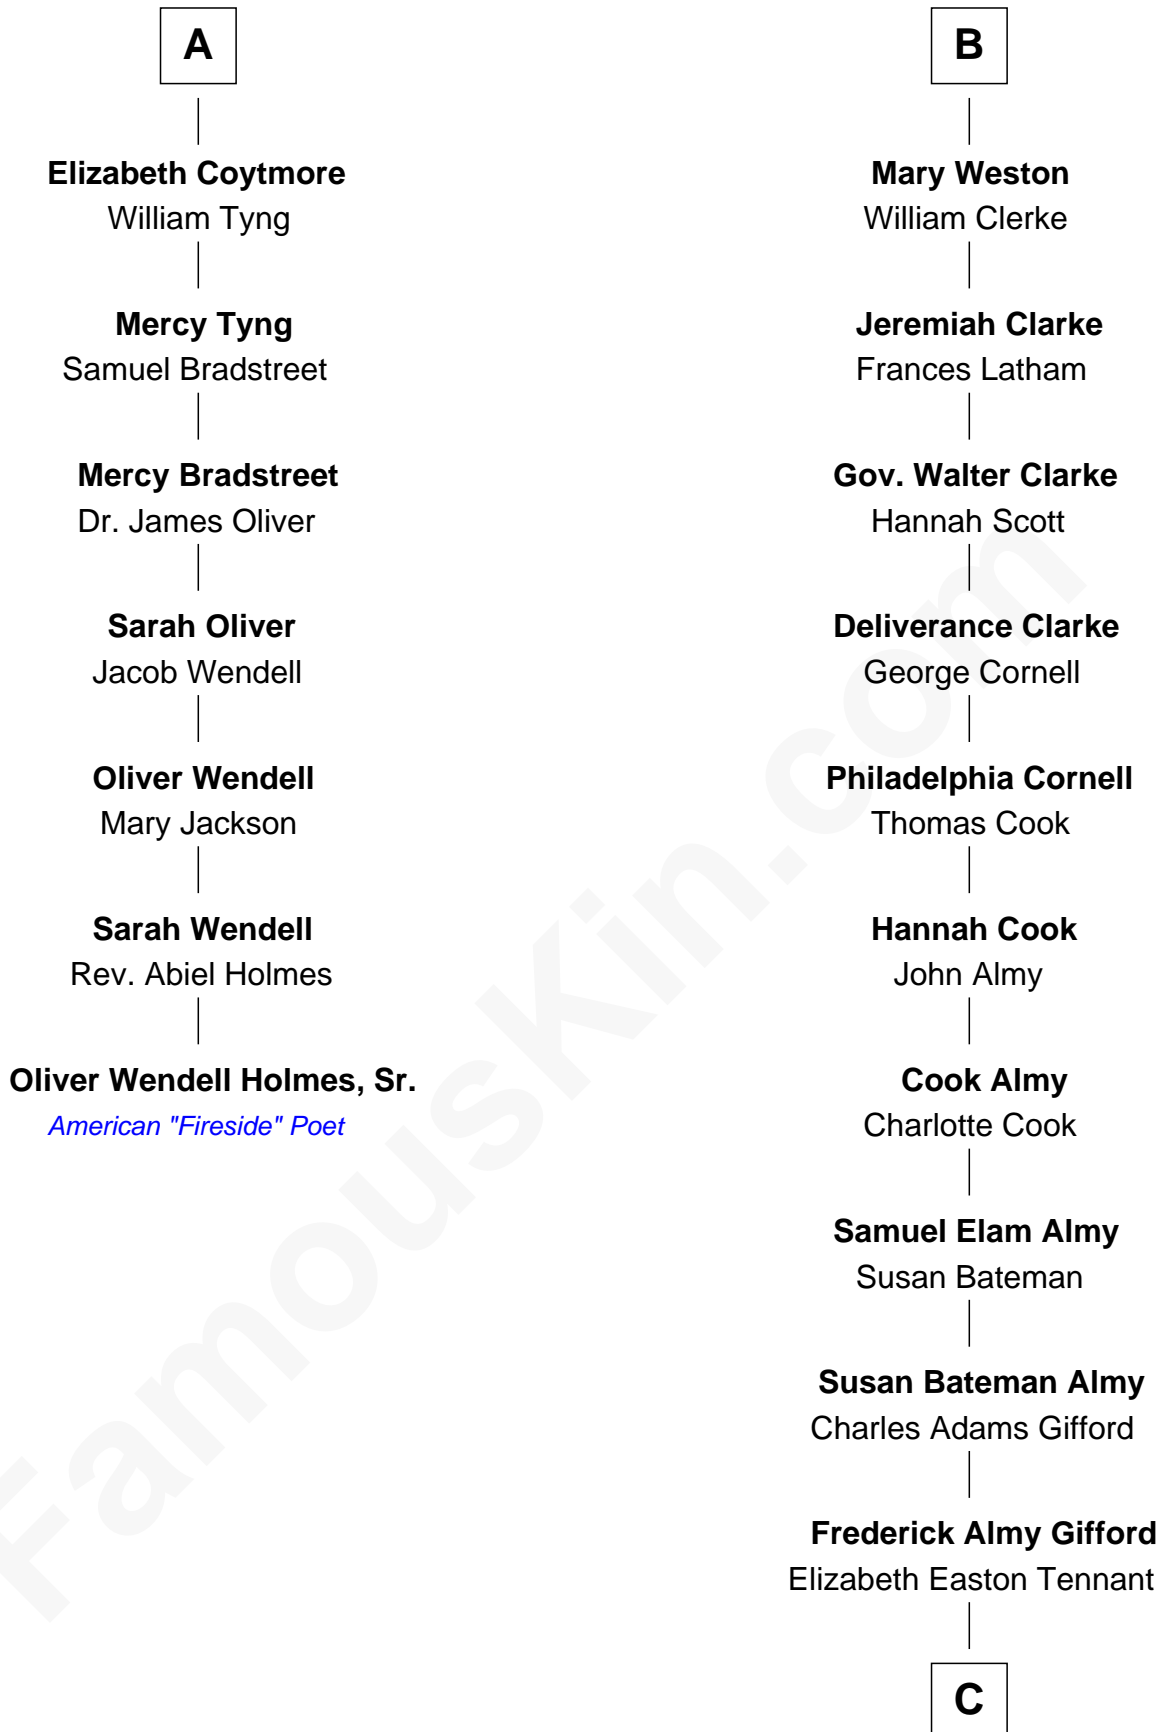 A
Elizabeth Coytmore
William Tyng
Mercy Tyng
Samuel Bradstreet
Mercy Bradstreet
Dr. James Oliver
Sarah Oliver
Jacob Wendell
Oliver Wendell
Mary Jackson
Sarah Wendell
Rev. Abiel Holmes
Oliver Wendell Holmes, Sr.
American "Fireside" Poet
B
Mary Weston
William Clerke
Jeremiah Clarke
Frances Latham
Gov. Walter Clarke
Hannah Scott
Deliverance Clarke
George Cornell
Philadelphia Cornell
Thomas Cook
Hannah Cook
John Almy
Cook Almy
Charlotte Cook
Samuel Elam Almy
Susan Bateman
Susan Bateman Almy
Charles Adams Gifford
Frederick Almy Gifford
Elizabeth Easton Tennant
C
FamousKin.com